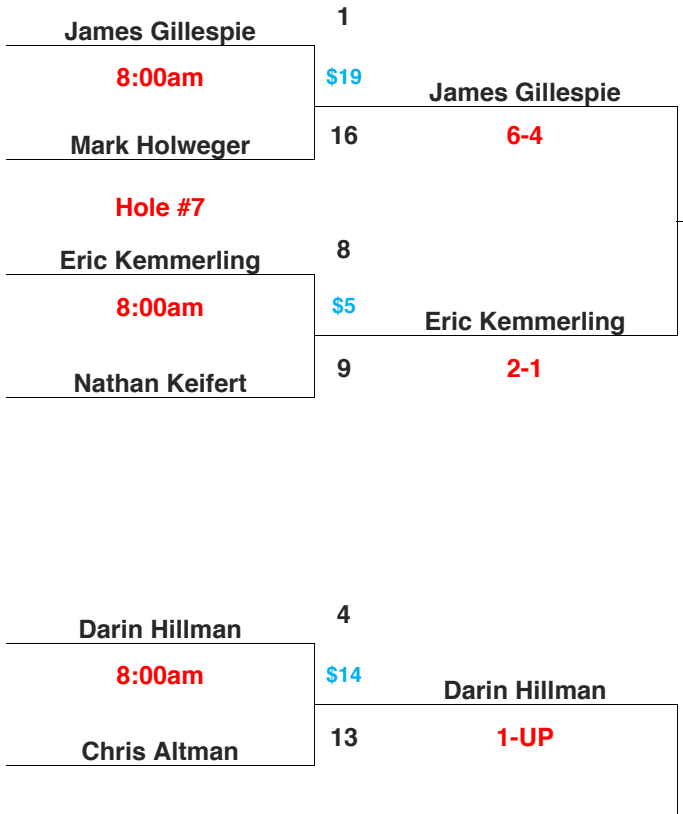 1
James Gillespie
8:00am
$19
James Gillespie
Mark Holweger
16
6-4
Hole #7
8
Eric Kemmerling
8:00am
$5
Eric Kemmerling
Nathan Keifert
9
2-1
4
Darin Hillman
8:00am
$14
Darin Hillman
Chris Altman
13
1-UP